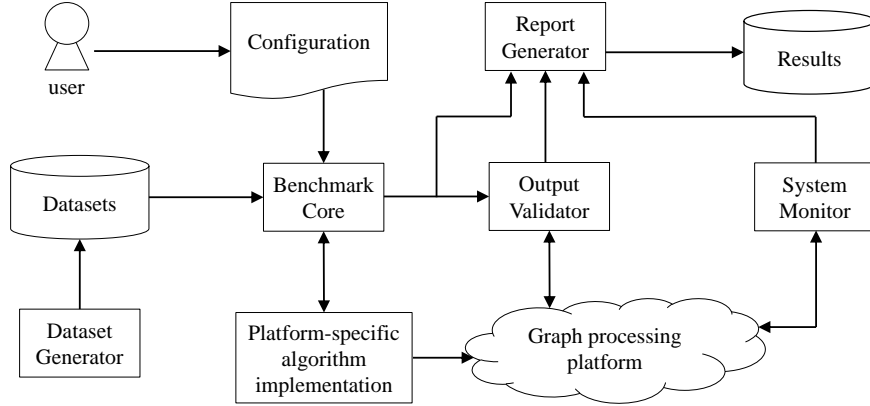 user
Configuration
Report
Generator
Results
Datasets
Benchmark
Core
Output
Validator
System
Monitor
Dataset
Generator
Platform-specific
algorithm
implementation
Graph processing
platform